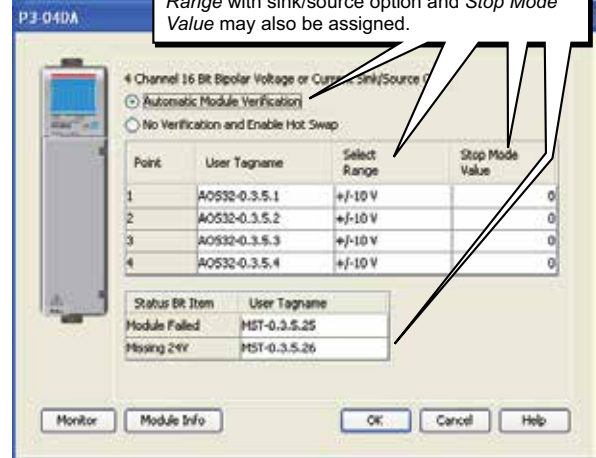 Range with sink/source option and Stop Mode
Value may also be assigned.
P3-04DA
4 Channel 16 Bit Bipolar Voltage or Current Sink/Source
Automatic Module Verification
No Verification and Enable Hot Swap
Point User Tagname Select Range Stop Mode Value
1 AOS32-0.3.5.1 +/-10 V 0
2 AOS32-0.3.5.2 +/-10 V 0
3 AOS32-0.3.5.3 +/-10 V 0
4 AOS32-0.3.5.4 +/-10 V 0
Status Bit Item User Tagname
Module Failed MST-0.3.5.25
Missing 24V MST-0.3.5.26
Monitor Module Info OK Cancel Help